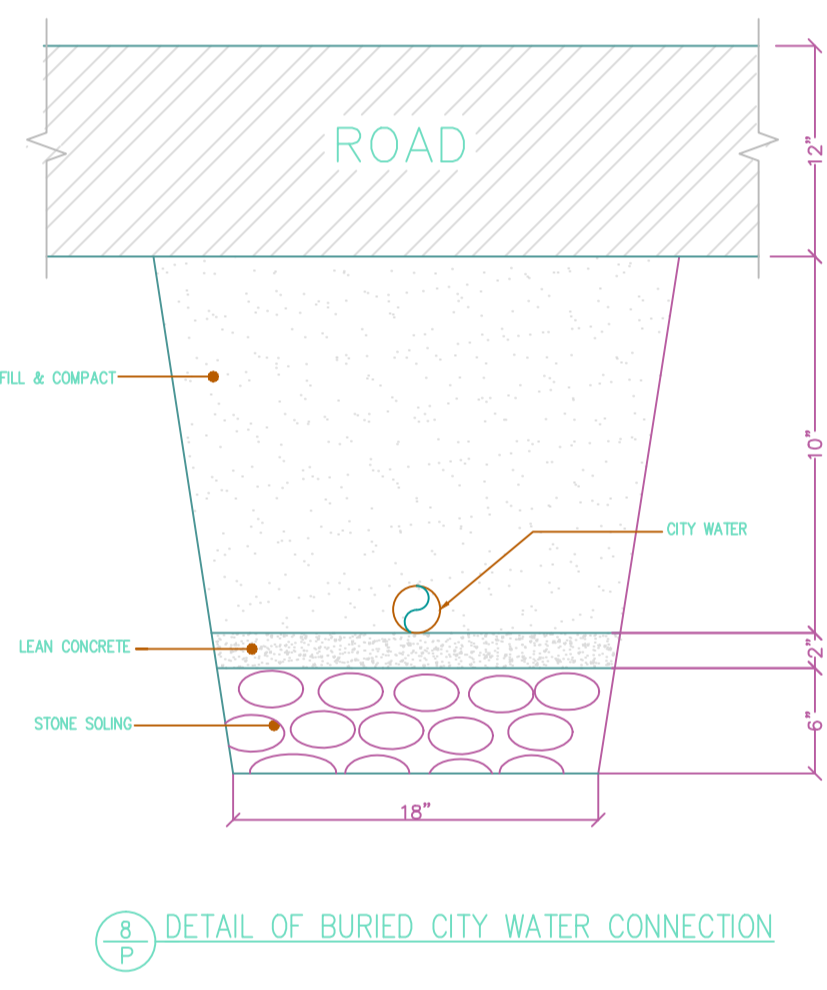 ROAD
12"
FILL & COMPACT
10"
CITY WATER
LEAN CONCRETE
2"
STONE SOLING
6"
18"
8
P
DETAIL OF BURIED CITY WATER CONNECTION